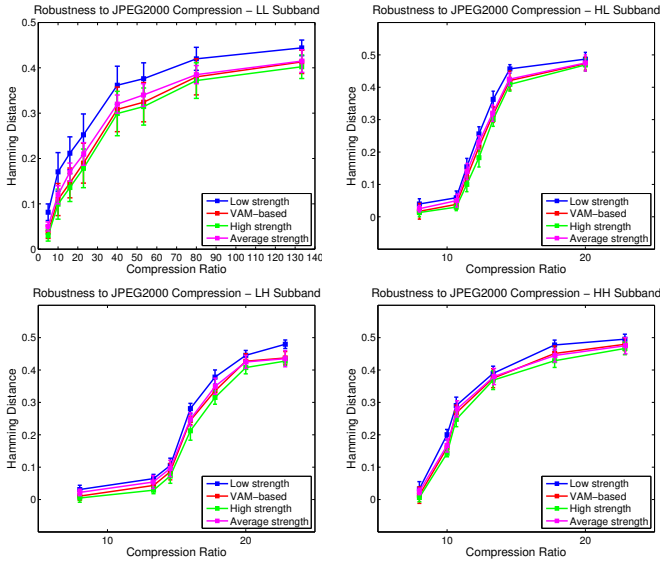 Robustness to JPEG2000 Compression – LL Subband
0.5
0.4
0.3
0.2
0.1
0
Hamming Distance
Low strength
VAM–based
High strength
Average strength
0 10 20 30 40 50 60 70 80 90 100 110 120 130 140
Compression Ratio
Robustness to JPEG2000 Compression – HL Subband
0.5
0.4
0.3
0.2
0.1
0
Hamming Distance
Low strength
VAM–based
High strength
Average strength
10 20
Compression Ratio
Robustness to JPEG2000 Compression – LH Subband
0.5
0.4
0.3
0.2
0.1
0
Hamming Distance
Low strength
VAM–based
High strength
Average strength
10 20
Compression Ratio
Robustness to JPEG2000 Compression – HH Subband
0.5
0.4
0.3
0.2
0.1
0
Hamming Distance
Low strength
VAM–based
High strength
Average strength
10 20
Compression Ratio